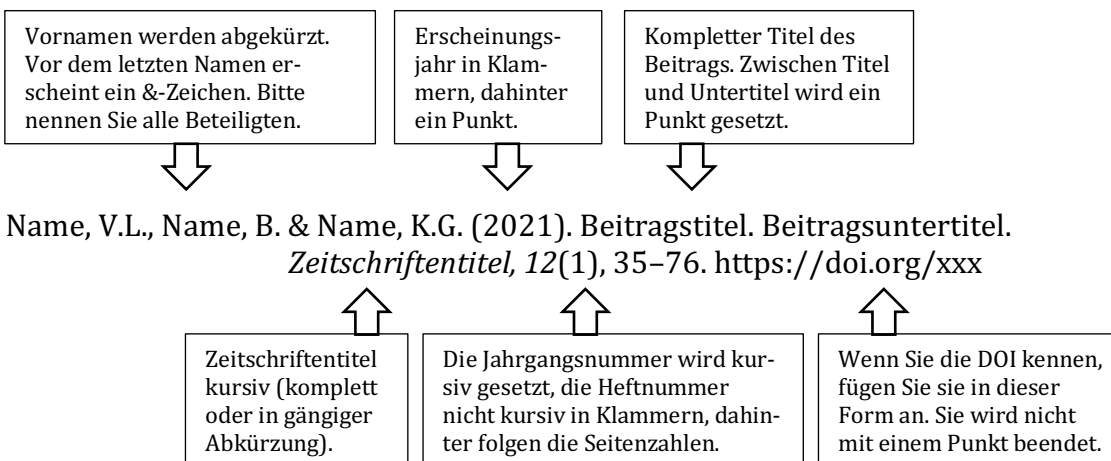 Vornamen werden abgekürzt.
Vor dem letzten Namen er-
scheint ein &-Zeichen. Bitte
nennen Sie alle Beteiligten.
Erscheinungs-
jahr in Klam-
mern, dahinter
ein Punkt.
Kompletter Titel des
Beitrags. Zwischen Titel
und Untertitel wird ein
Punkt gesetzt.
Name, V.L., Name, B. & Name, K.G. (2021). Beitragstitel. Beitragsuntertitel.
Zeitschriftentitel, 12(1), 35–76. https://doi.org/xxx
Zeitschriftentitel
kursiv (komplett
oder in gängiger
Abkürzung).
Die Jahrgangsnummer wird kur-
siv gesetzt, die Heftnummer
nicht kursiv in Klammern, dahin-
ter folgen die Seitenzahlen.
Wenn Sie die DOI kennen,
fügen Sie sie in dieser
Form an. Sie wird nicht
mit einem Punkt beendet.